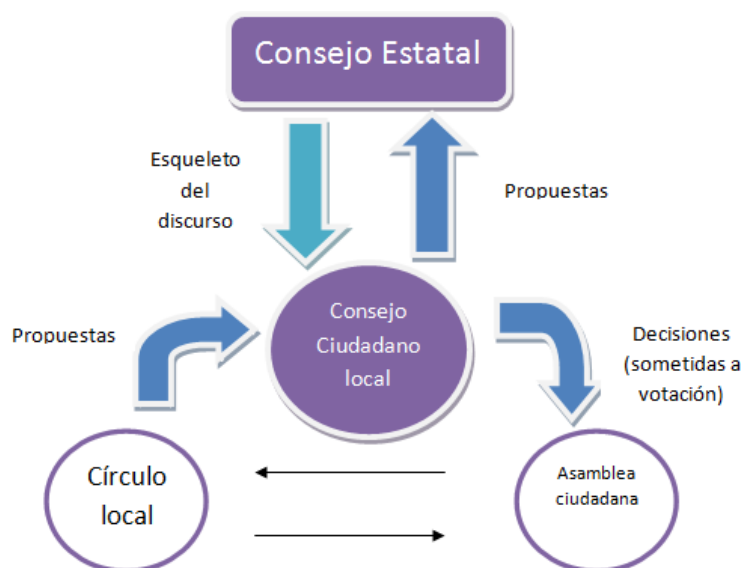 Consejo Estatal
Esqueleto
del
discurso
Propuestas
Consejo
Ciudadano
local
Propuestas
Decisiones
(sometidas a
votación)
Círculo
local
Asamblea
ciudadana